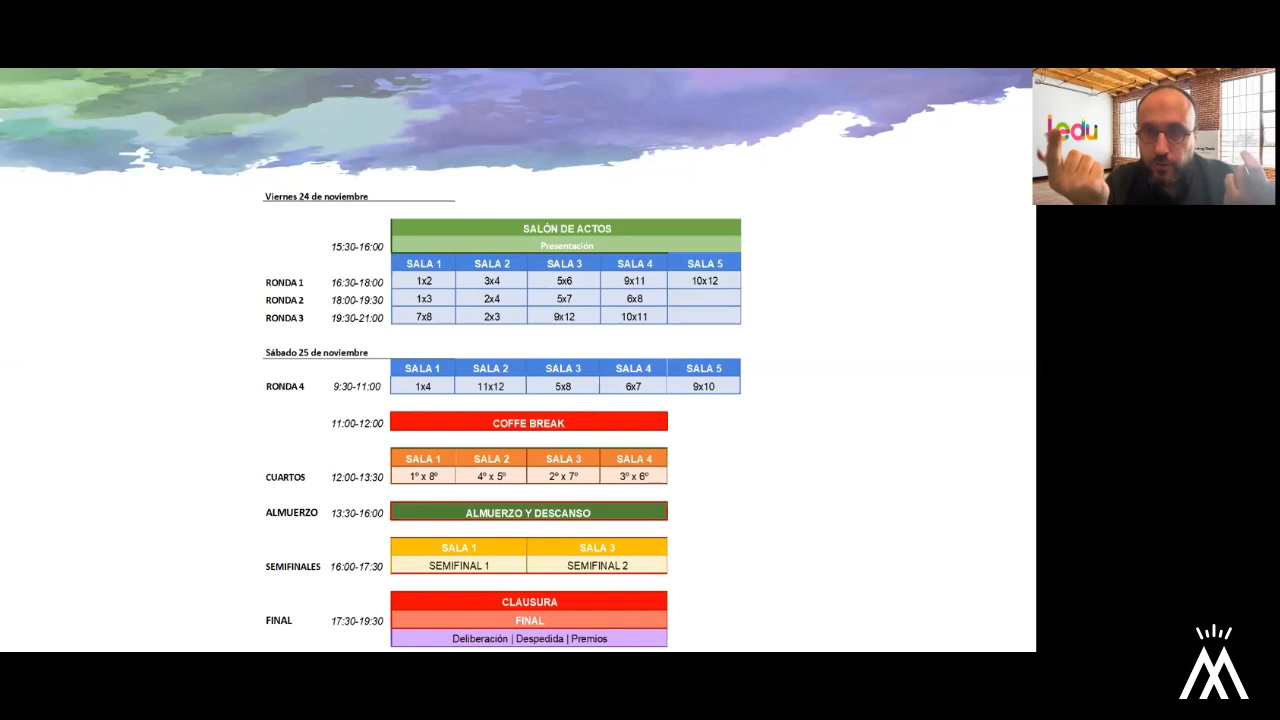 ledu
Viernes 24 de noviembre
SALÓN DE ACTOS
15:30-16:00 Presentación
SALA 1 SALA 2 SALA 3 SALA 4 SALA 5
RONDA 1 16:30-18:00 1x2 3x4 5x6 9x11 10x12
RONDA 2 18:00-19:30 1x3 2x4 5x7 6x8
RONDA 3 19:30-21:00 7x8 2x3 9x12 10x11
Sábado 25 de noviembre
SALA 1 SALA 2 SALA 3 SALA 4 SALA 5
RONDA 4 9:30-11:00 1x4 11x12 5x8 6x7 9x10
11:00-12:00 COFFE BREAK
SALA 1 SALA 2 SALA 3 SALA 4
CUARTOS 12:00-13:30 1º x 8º 4º x 5º 2º x 7º 3º x 6º
ALMUERZO 13:30-16:00 ALMUERZO Y DESCANSO
SALA 1 SALA 3
SEMIFINALES 16:00-17:30 SEMIFINAL 1 SEMIFINAL 2
CLAUSURA
FINAL 17:30-19:30 FINAL
Deliberación | Despedida | Premios